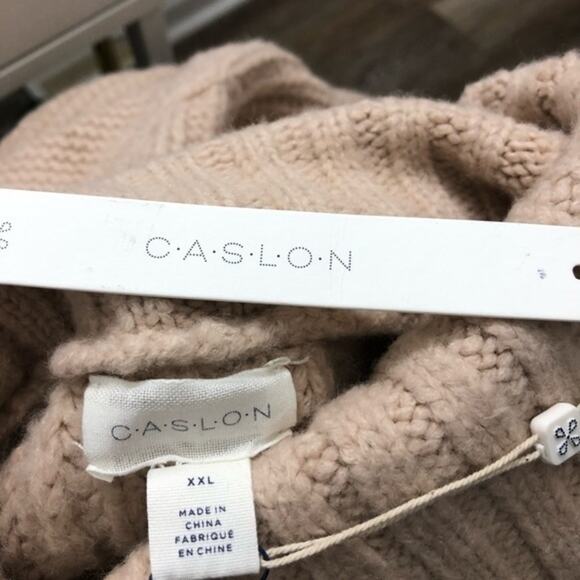 C·A·S·L·O·N
C·A·S·L·O·N
XXL
MADE IN
CHINA
FABRIQUÉ
EN CHINE